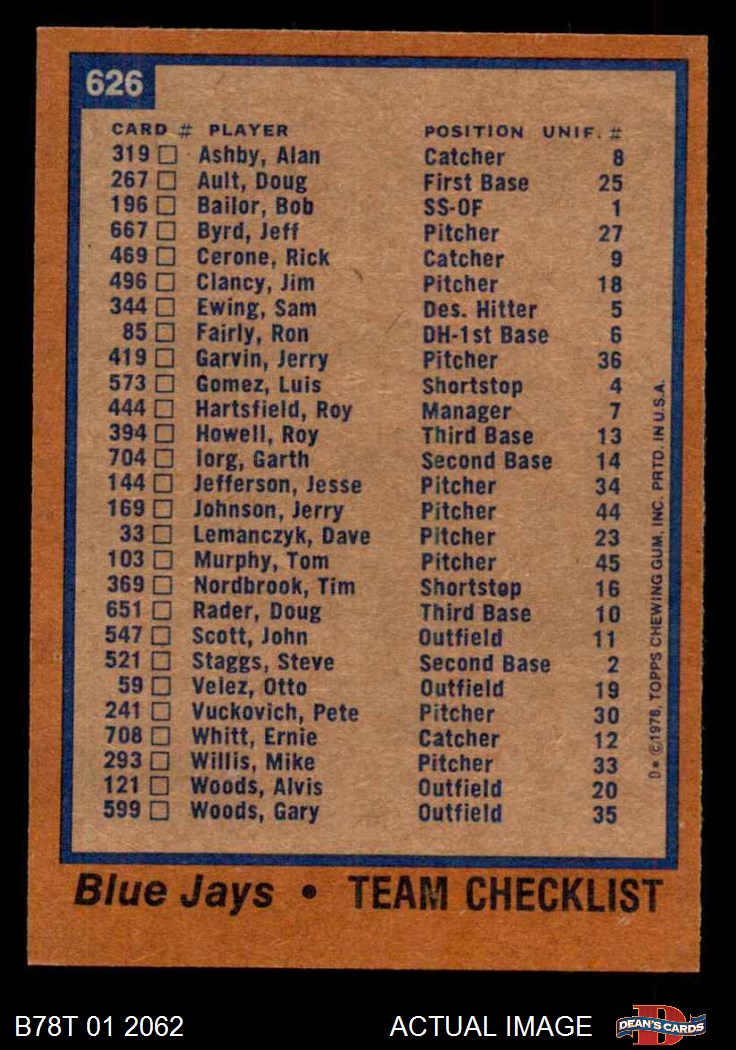 626
CARD # PLAYER POSITION UNIF. #
319 Ashby, Alan Catcher 8
267 Ault, Doug First Base 25
196 Bailor, Bob SS-OF 1
667 Byrd, Jeff Pitcher 27
469 Cerone, Rick Catcher 9
496 Clancy, Jim Pitcher 18
344 Ewing, Sam Des. Hitter 5
85 Fairly, Ron DH-1st Base 6
419 Garvin, Jerry Pitcher 36
573 Gomez, Luis Shortstop 4
444 Hartsfield, Roy Manager 7
394 Howell, Roy Third Base 13
704 Iorg, Garth Second Base 14
144 Jefferson, Jesse Pitcher 34
169 Johnson, Jerry Pitcher 44
33 Lemanczyk, Dave Pitcher 23
103 Murphy, Tom Pitcher 45
369 Nordbrook, Tim Shortstop 16
651 Rader, Doug Third Base 10
547 Scott, John Outfield 11
521 Staggs, Steve Second Base 2
59 Velez, Otto Outfield 19
241 Vuckovich, Pete Pitcher 30
708 Whitt, Ernie Catcher 12
293 Willis, Mike Pitcher 33
121 Woods, Alvis Outfield 20
599 Woods, Gary Outfield 35
D* ©1978, TOPPS CHEWING GUM, INC. PRTD. IN U.S.A.
Blue Jays • TEAM CHECKLIST
B78T 01 2062 ACTUAL IMAGE
D
DEAN'S CARDS